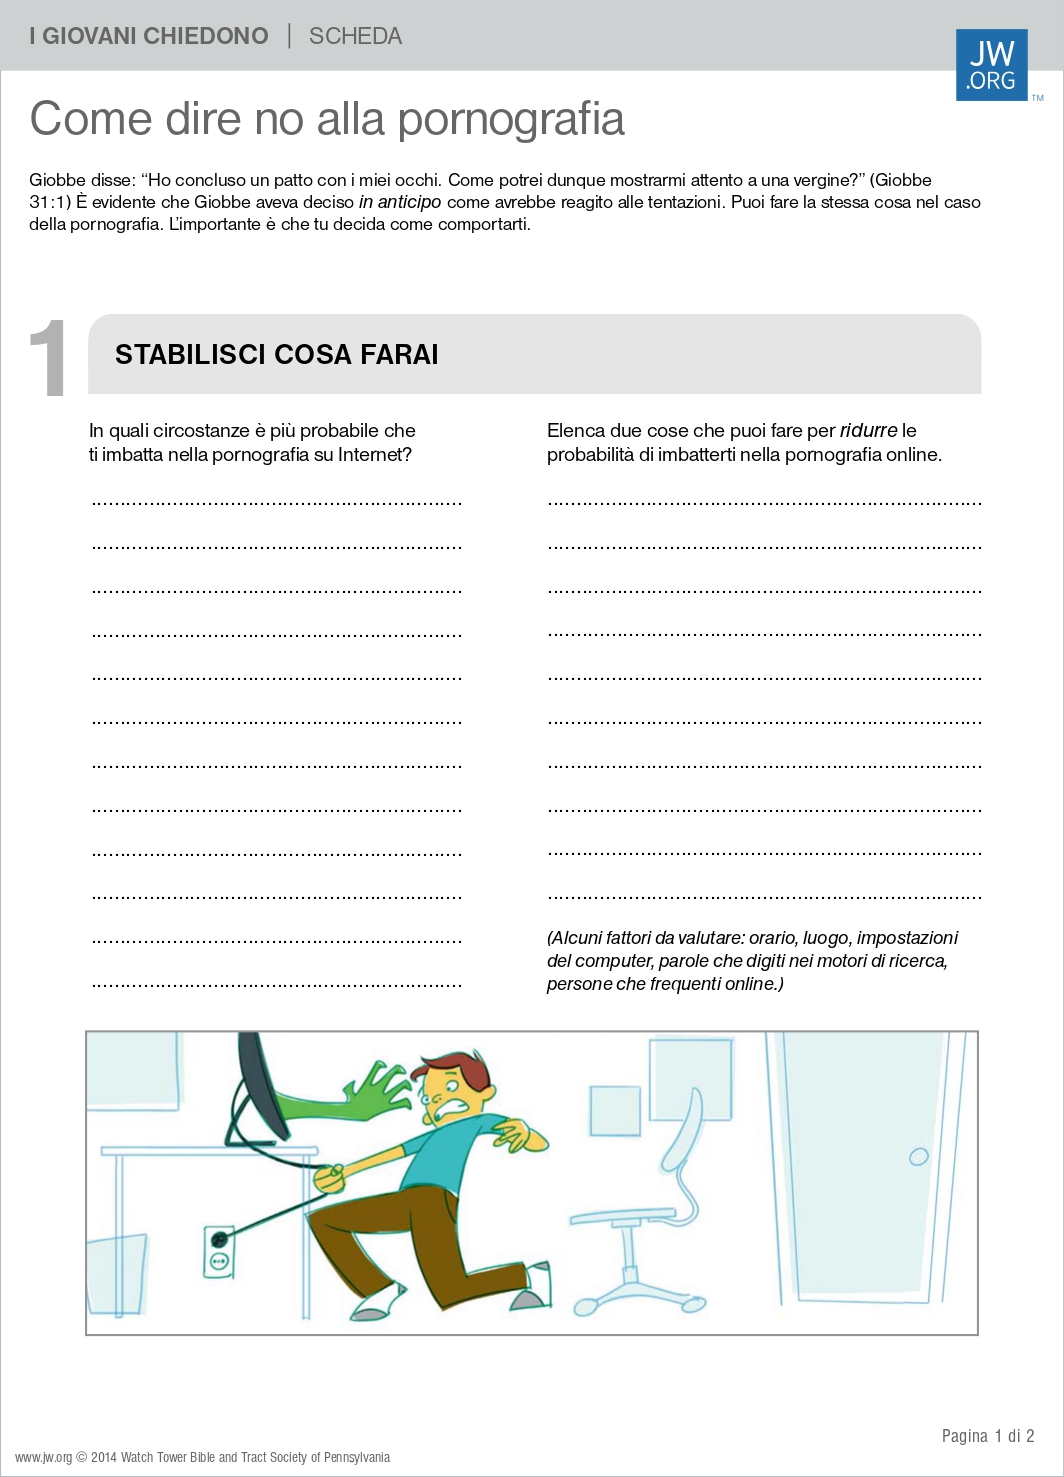 I GIOVANI CHIEDONO | SCHEDA
JW
.ORG
TM
Come dire no alla pornografia
Giobbe disse: “Ho concluso un patto con i miei occhi. Come potrei dunque mostrarmi attento a una vergine?” (Giobbe
31:1) È evidente che Giobbe aveva deciso in anticipo come avrebbe reagito alle tentazioni. Puoi fare la stessa cosa nel caso
della pornografia. L’importante è che tu decida come comportarti.
1
STABILISCI COSA FARAI
In quali circostanze è più probabile che
ti imbatta nella pornografia su Internet?
Elenca due cose che puoi fare per ridurre le
probabilità di imbatterti nella pornografia online.
(Alcuni fattori da valutare: orario, luogo, impostazioni
del computer, parole che digiti nei motori di ricerca,
persone che frequenti online.)
Pagina 1 di 2
www.jw.org © 2014 Watch Tower Bible and Tract Society of Pennsylvania